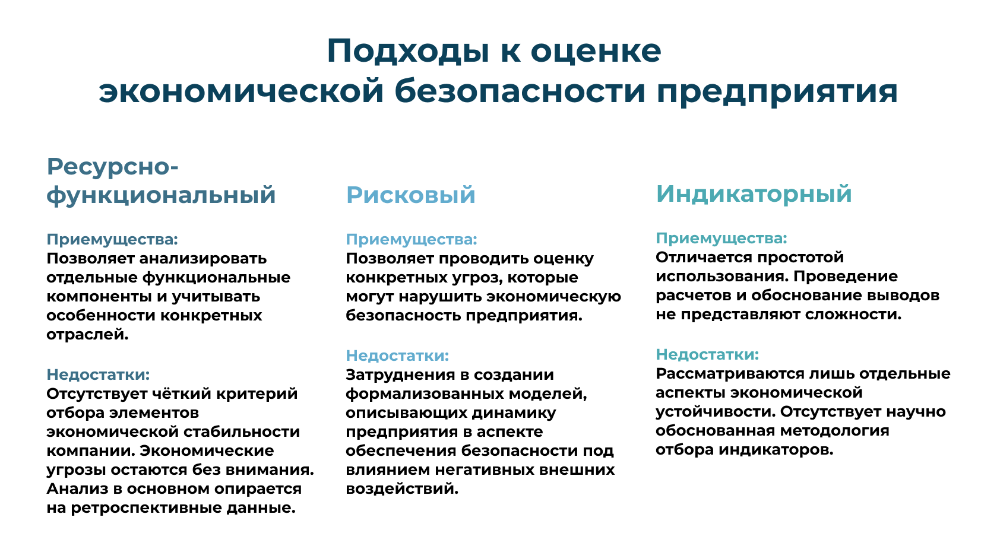 Подходы к оценке
экономической безопасности предприятия
Ресурсно-
функциональный
Приемущества:
Позволяет анализировать
отдельные функциональные
компоненты и учитывать
особенности конкретных
отраслей.
Недостатки:
Отсутствует чёткий критерий
отбора элементов
экономической стабильности
компании. Экономические
угрозы остаются без внимания.
Анализ в основном опирается
на ретроспективные данные.
Рисковый
Приемущества:
Позволяет проводить оценку
конкретных угроз, которые
могут нарушить экономическую
безопасность предприятия.
Недостатки:
Затруднения в создании
формализованных моделей,
описывающих динамику
предприятия в аспекте
обеспечения безопасности под
влиянием негативных внешних
воздействий.
Индикаторный
Приемущества:
Отличается простотой
использования. Проведение
расчетов и обоснование выводов
не представляют сложности.
Недостатки:
Рассматриваются лишь отдельные
аспекты экономической
устойчивости. Отсутствует научно
обоснованная методология
отбора индикаторов.